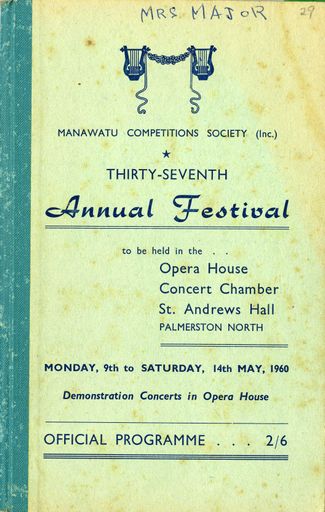 MRS MAJOR
29
MANAWATU COMPETITIONS SOCIETY (Inc.)
★
THIRTY-SEVENTH
Annual Festival
to be held in the . .
Opera House
Concert Chamber
St. Andrews Hall
PALMERSTON NORTH
MONDAY, 9th to SATURDAY, 14th MAY, 1960
Demonstration Concerts in Opera House
OFFICIAL PROGRAMME . . . 2/6